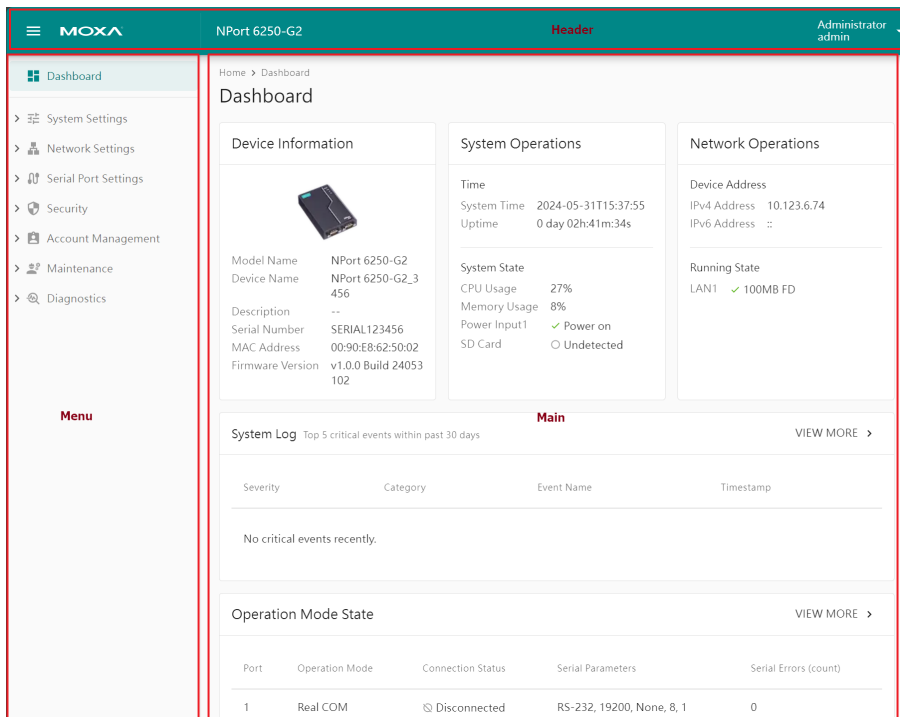 MOXA
NPort 6250-G2
Header
Administrator
admin
Dashboard
System Settings
Network Settings
Serial Port Settings
Security
Account Management
Maintenance
Diagnostics
Menu
Home > Dashboard
Dashboard
Device Information
Model Name NPort 6250-G2
Device Name NPort 6250-G2_3
456
Description --
Serial Number SERIAL123456
MAC Address 00:90:E8:62:50:02
Firmware Version v1.0.0 Build 24053
102
System Operations
Time
System Time 2024-05-31T15:37:55
Uptime 0 day 02h:41m:34s
System State
CPU Usage 27%
Memory Usage 8%
Power Input1 Power on
SD Card Undetected
Network Operations
Device Address
IPv4 Address 10.123.6.74
IPv6 Address ::
Running State
LAN1 100MB FD
Main
System Log Top 5 critical events within past 30 days VIEW MORE >
Severity Category Event Name Timestamp
No critical events recently.
Operation Mode State VIEW MORE >
Port Operation Mode Connection Status Serial Parameters Serial Errors (count)
1 Real COM Disconnected RS-232, 19200, None, 8, 1 0